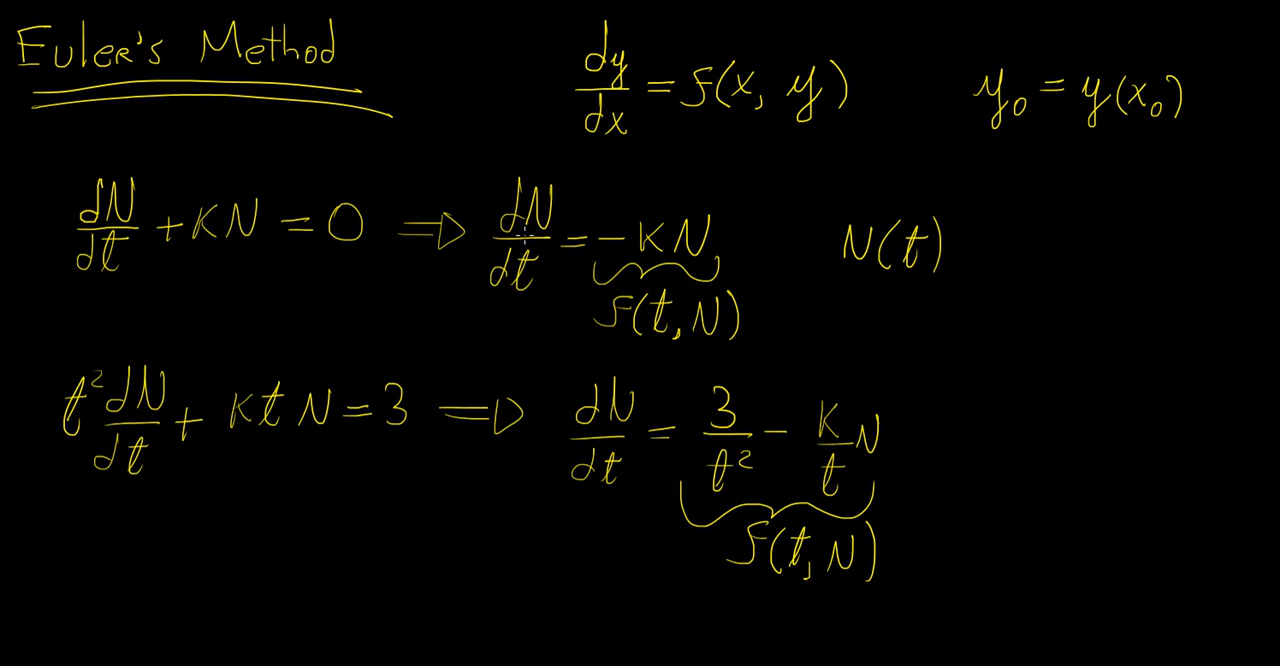 Euler's Method
dy/dx = f(x, y)    y₀ = y(x₀)
dN/dt + KN = 0 ⇒ dN/dt = -KN    N(t)
f(t, N)
t² dN/dt + KtN = 3 ⇒ dN/dt = 3/t² - K/t N
f(t, N)